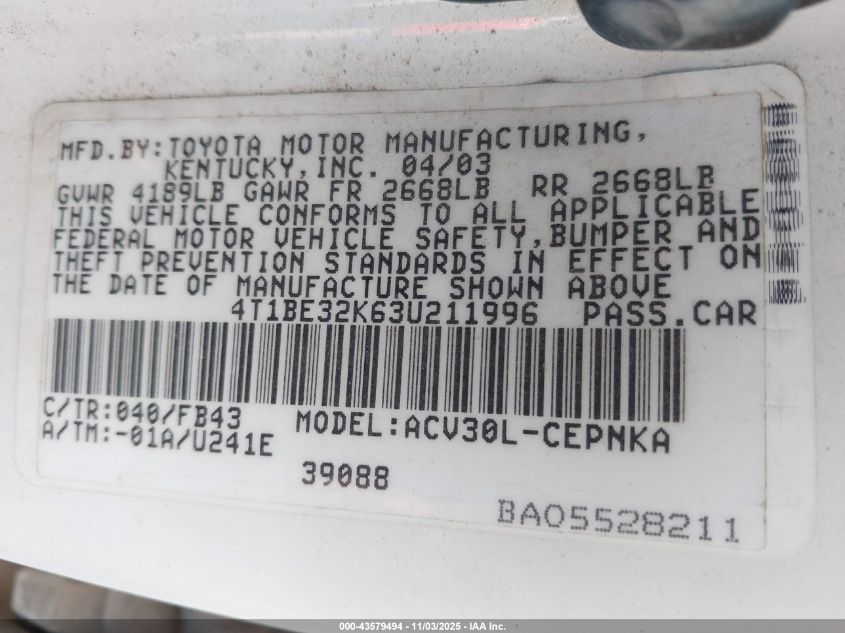 MFD.BY:TOYOTA MOTOR MANUFACTURING,
KENTUCKY,INC. 04/03
GVWR 4189LB GAWR FR 2668LB RR 2668LB
THIS VEHICLE CONFORMS TO ALL APPLICABLE
FEDERAL MOTOR VEHICLE SAFETY,BUMPER AND
THEFT PREVENTION STANDARDS IN EFFECT ON
THE DATE OF MANUFACTURE SHOWN ABOVE
4T1BE32K63U211996 PASS.CAR
C/TR:040/FB43 MODEL:ACV30L-CEPNKA
A/TM:-01A/U241E
39088
BA05528211
000-43579494 - 11/03/2025 - IAA Inc.